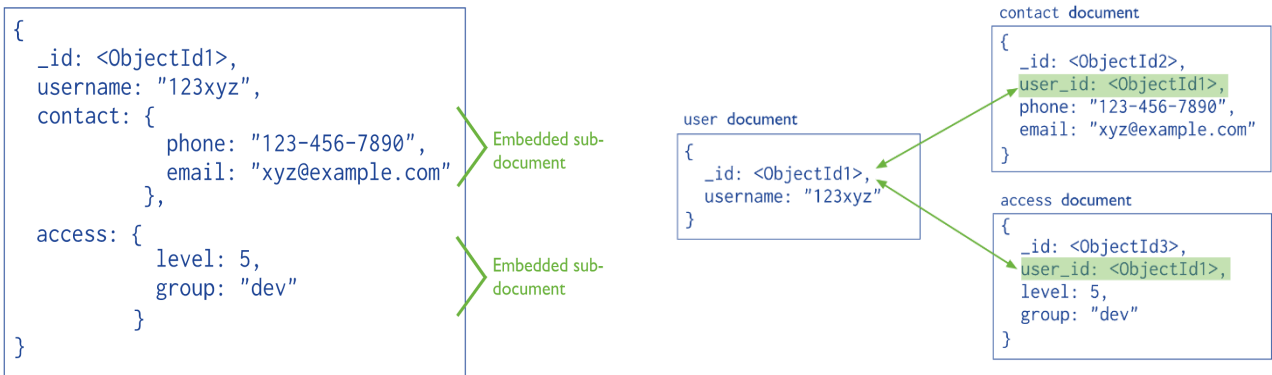 {
_id: <ObjectId1>,
username: "123xyz",
contact: {
phone: "123-456-7890",
email: "xyz@example.com"
},
access: {
level: 5,
group: "dev"
}
}
Embedded sub-
document
Embedded sub-
document
user document
{
_id: <ObjectId1>,
username: "123xyz"
}
contact document
{
_id: <ObjectId2>,
user_id: <ObjectId1>,
phone: "123-456-7890",
email: "xyz@example.com"
}
access document
{
_id: <ObjectId3>,
user_id: <ObjectId1>,
level: 5,
group: "dev"
}